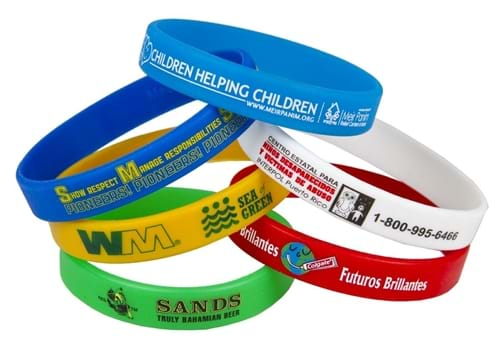 CHILDREN HELPING CHILDREN
WWW.MEIRPANIM.ORG
Meir Panim
SHOW RESPECT MANAGE RESPONSIBILITIES S
PIONEERS! PIONEERS! PIONEERS!
CENTRO ESTATAL PARA
NIÑOS DESAPARECIDOS
Y VICTIMAS DE ABUSO
INTERPOL Puerto Rico
1-800-995-6466
WM
SEA of
GREEN
Brillantes
Colgate
Futuros Brillantes
SANDS
TRULY BAHAMIAN BEER